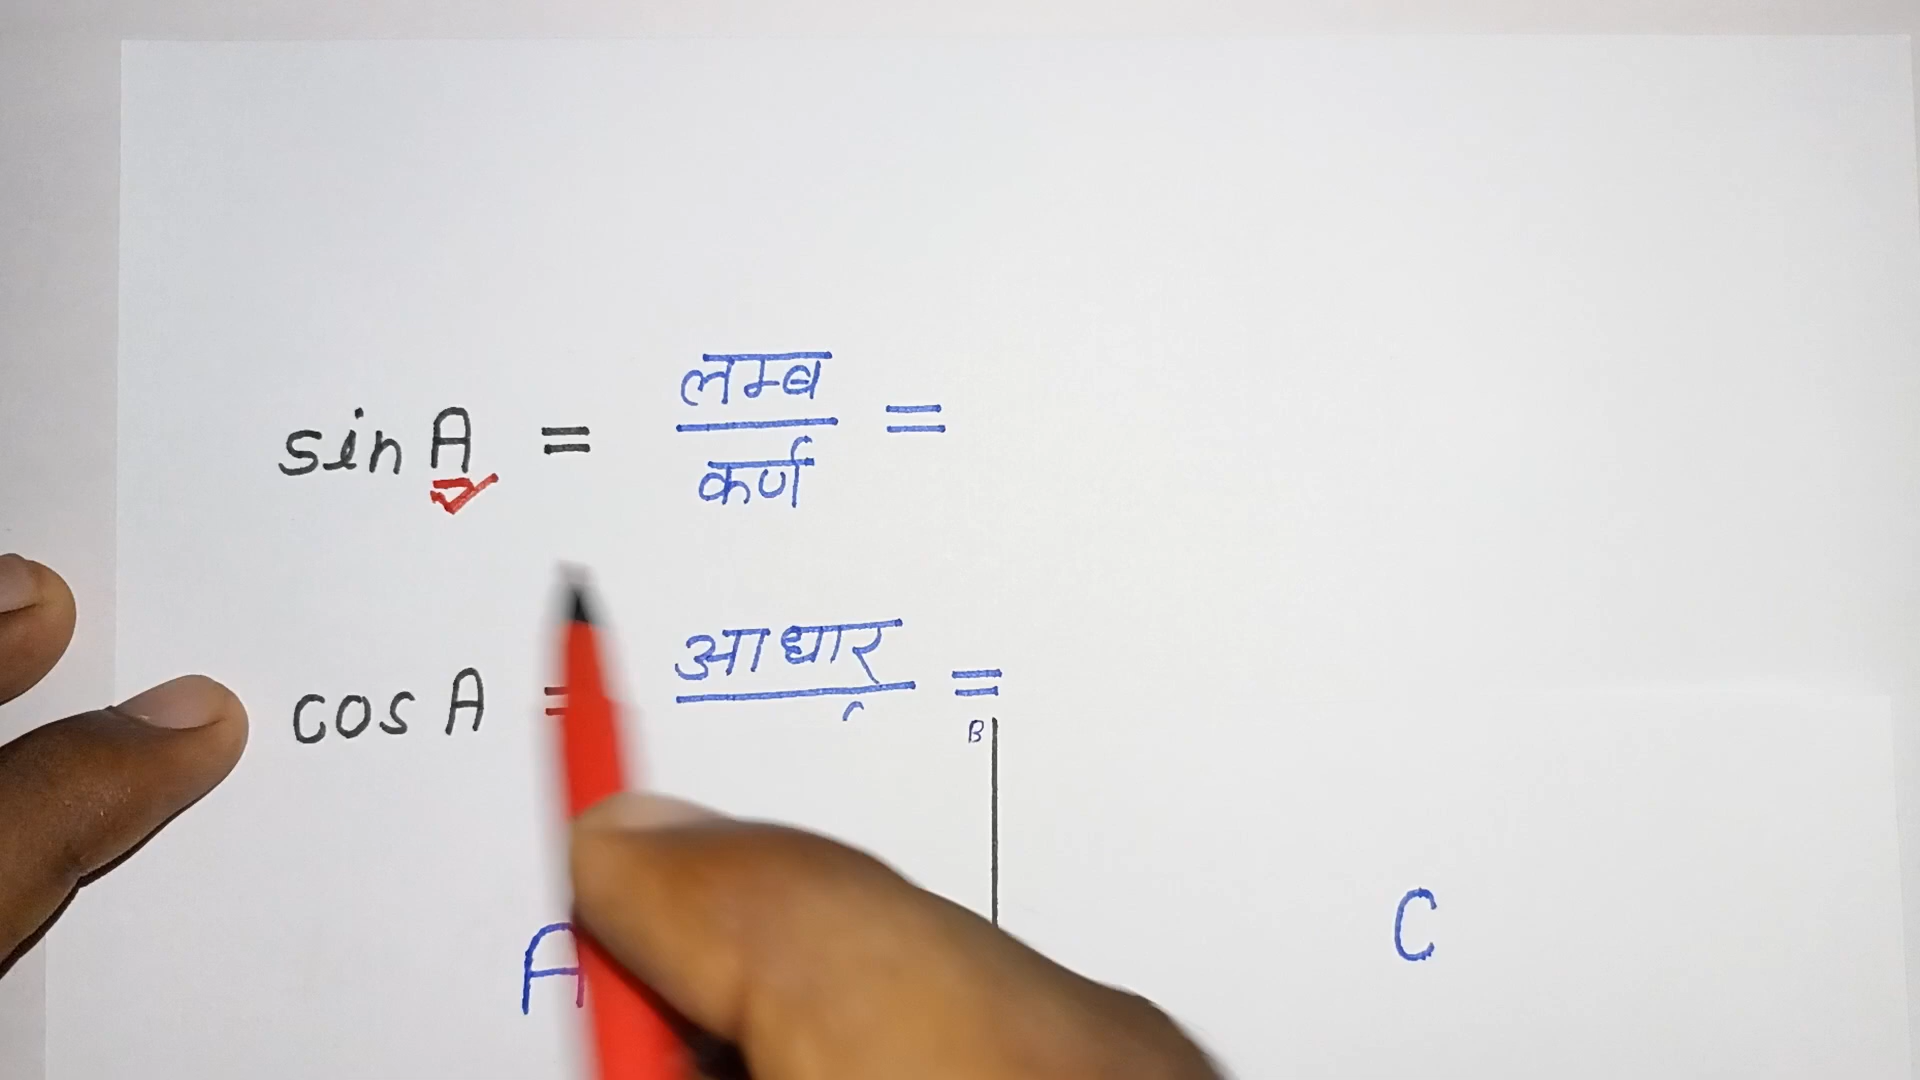 sin A = लम्ब =
कर्ण
cos A = आधार =
B
A
C